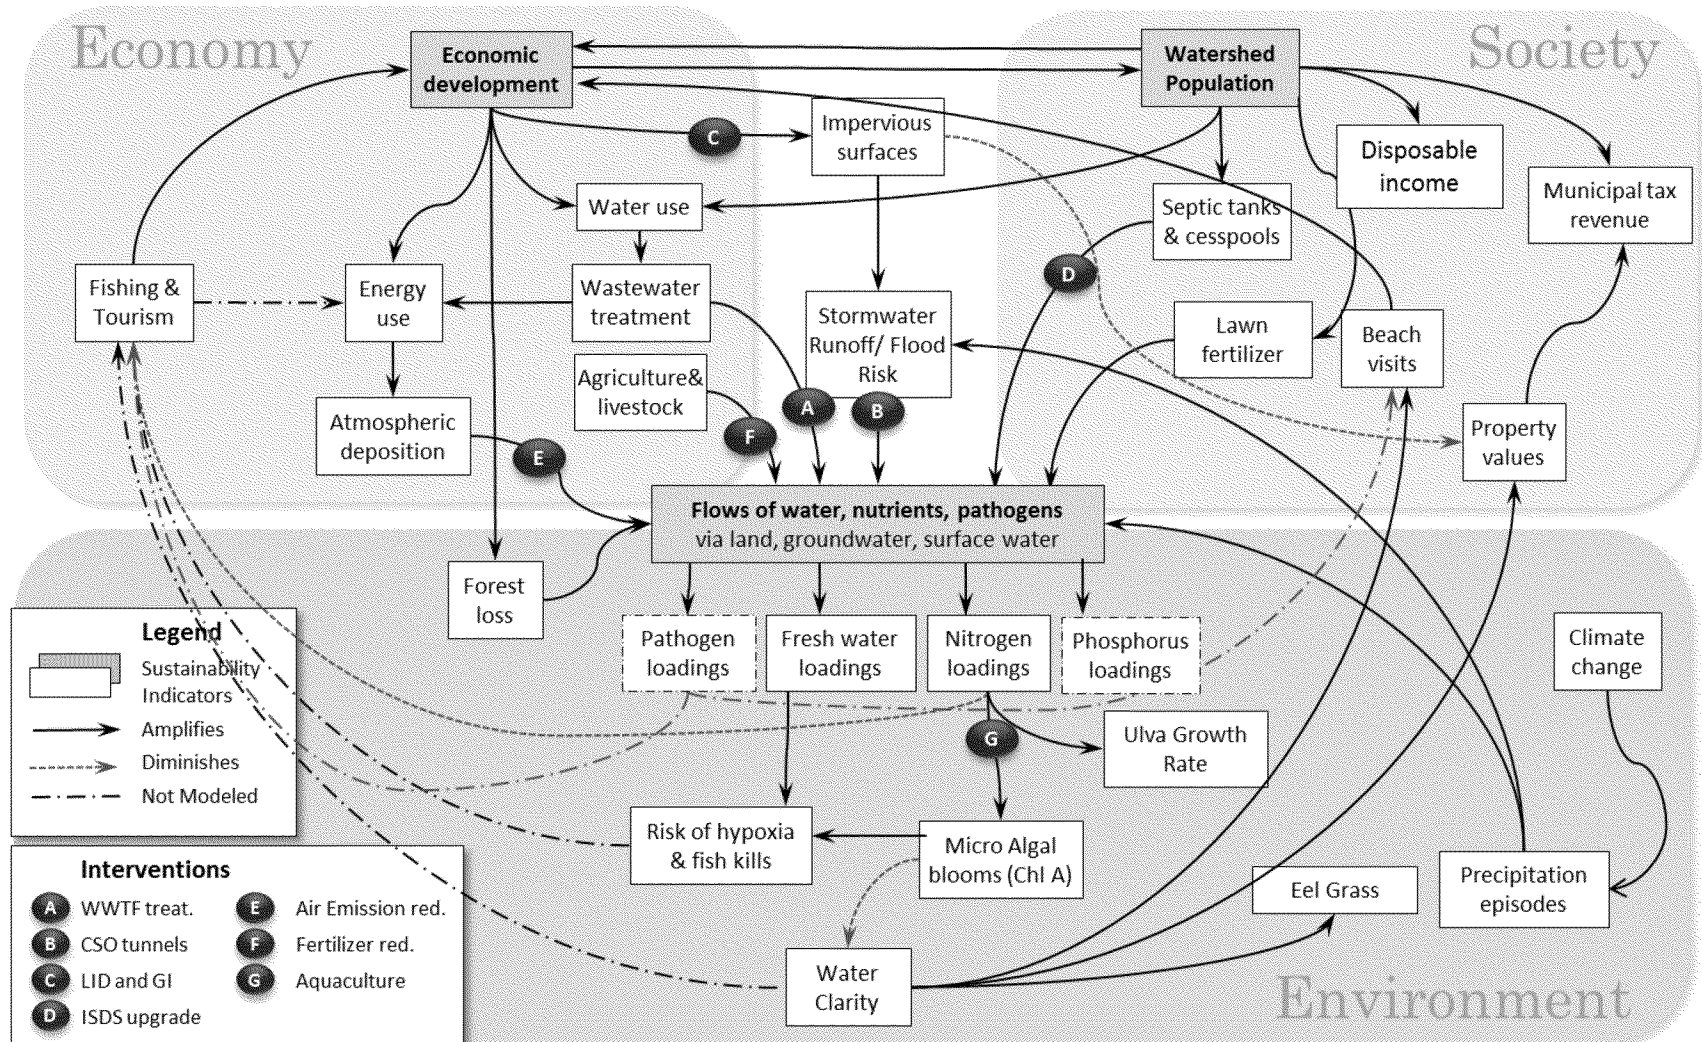 Economy
Society
Economic
development
Watershed
Population
C
Impervious
surfaces
Disposable
income
Municipal tax
revenue
Water use
Septic tanks
& cesspools
D
Fishing &
Tourism
Energy
use
Wastewater
treatment
Stormwater
Runoff/ Flood
Risk
Lawn
fertilizer
Beach
visits
Agriculture&
livestock
A
B
F
Atmospheric
deposition
E
Property
values
Flows of water, nutrients, pathogens
via land, groundwater, surface water
Forest
loss
Pathogen
loadings
Fresh water
loadings
Nitrogen
loadings
Phosphorus
loadings
Climate
change
G
Ulva Growth
Rate
Risk of hypoxia
& fish kills
Micro Algal
blooms (Chl A)
Eel Grass
Precipitation
episodes
Water
Clarity
Environment
Legend
Sustainability
Indicators
Amplifies
Diminishes
Not Modeled
Interventions
A WWTF treat.
B CSO tunnels
C LID and GI
D ISDS upgrade
E Air Emission red.
F Fertilizer red.
G Aquaculture